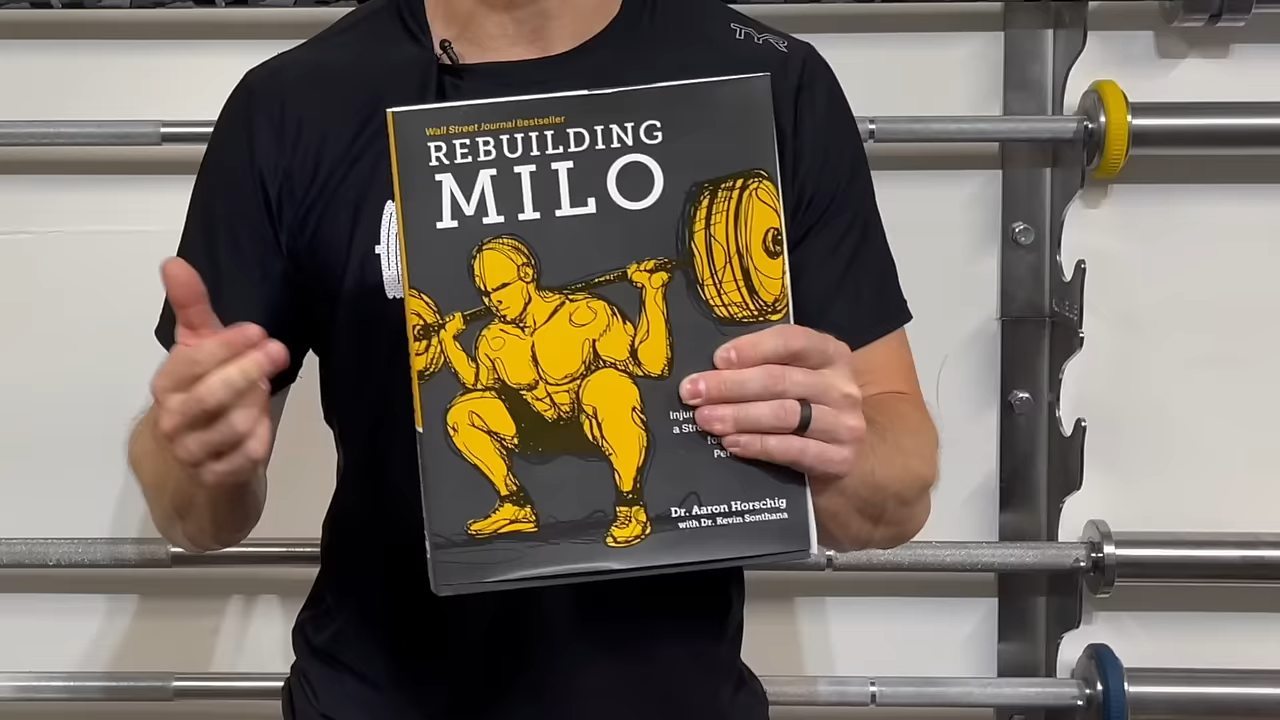 TYR
Wall Street Journal Bestseller
REBUILDING
MILO
a
Dr. Aaron Horschig
with Dr. Kevin Sonthana